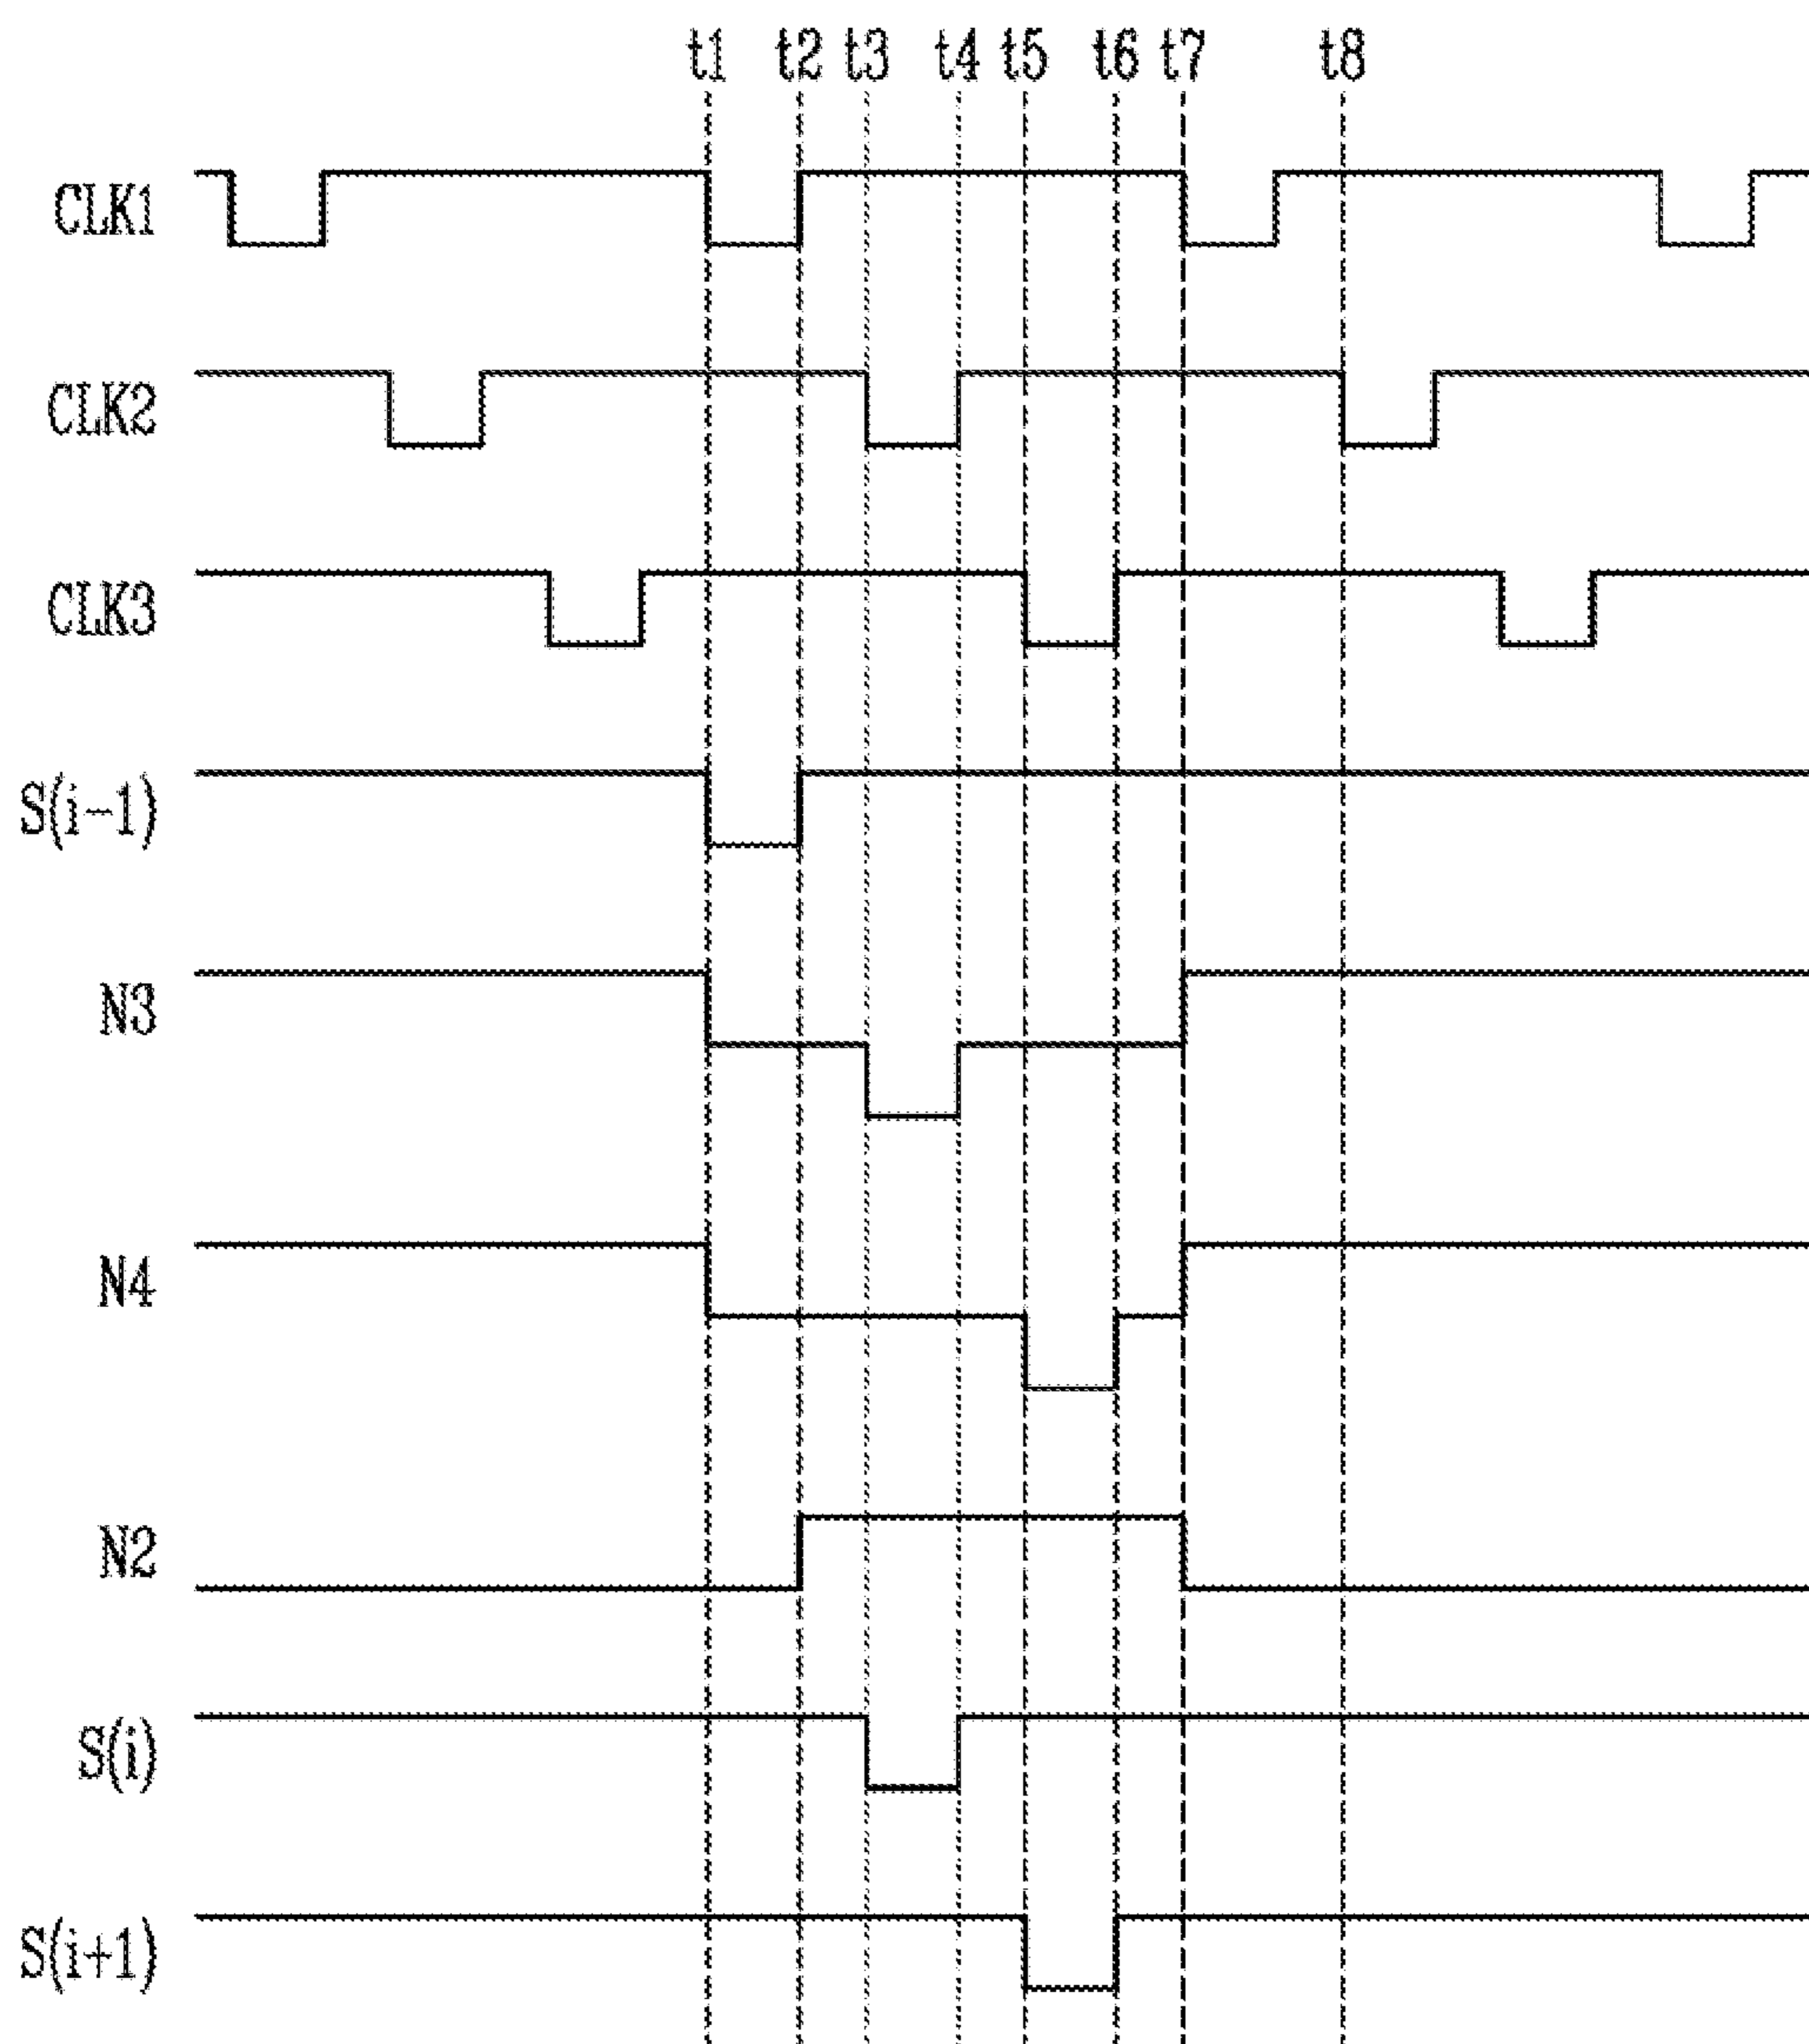 t1 t2 t3 t4 t5 t6 t7 t8
CLK1
CLK2
CLK3
S(i-1)
N3
N4
N2
S(i)
S(i+1)